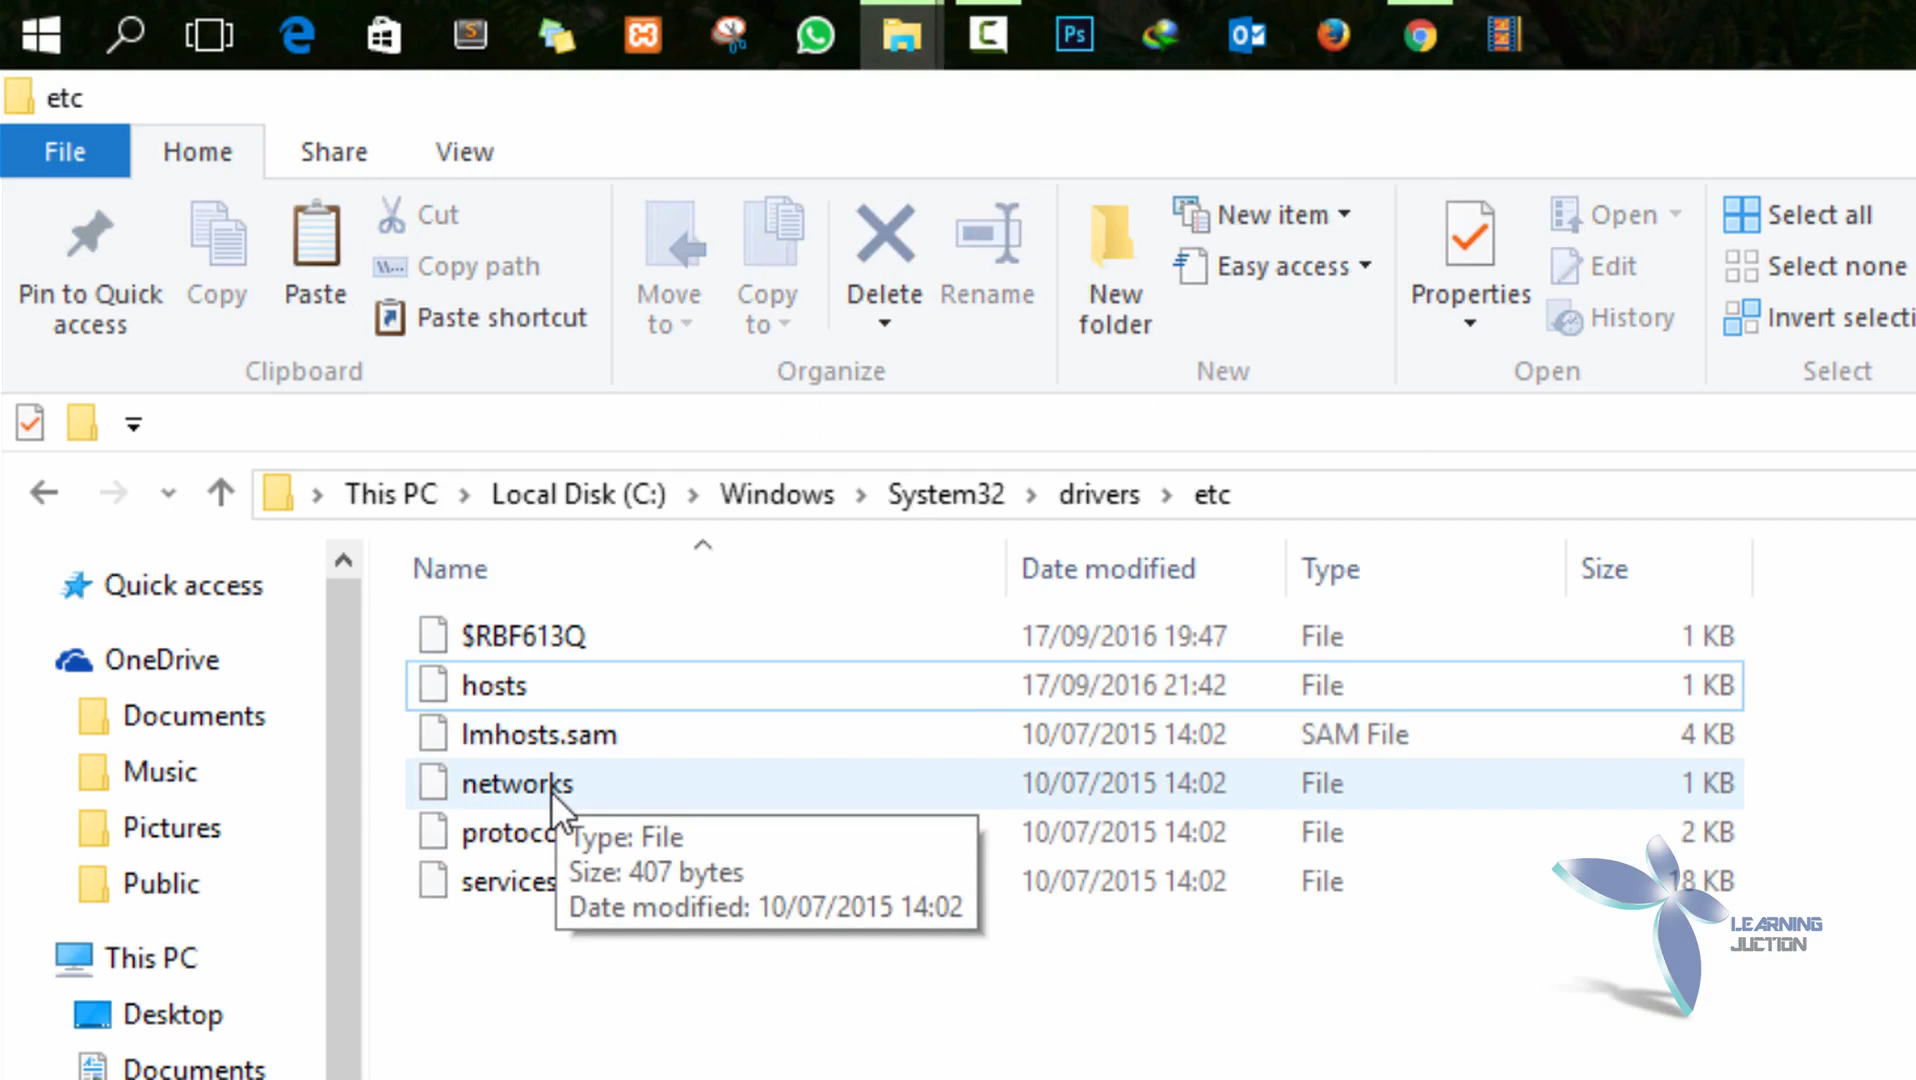 Ps
etc
File
Home
Share
View
Pin to Quick
access
Copy
Paste
Cut
Copy path
Paste shortcut
Clipboard
Move
to
Copy
to
Delete
Rename
Organize
New
folder
New item
Easy access
New
Properties
Open
Edit
History
Open
Select all
Select none
Invert selecti
Select
This PC
Local Disk (C:)
Windows
System32
drivers
etc
Quick access
OneDrive
Documents
Music
Pictures
Public
This PC
Desktop
Documents
Name Date modified Type Size
$RBF613Q 17/09/2016 19:47 File 1 KB
hosts 17/09/2016 21:42 File 1 KB
lmhosts.sam 10/07/2015 14:02 SAM File 4 KB
networks 10/07/2015 14:02 File 1 KB
protoco 10/07/2015 14:02 File 2 KB
services 10/07/2015 14:02 File 18 KB
Type: File
Size: 407 bytes
Date modified: 10/07/2015 14:02
LEARNING
JUCTION